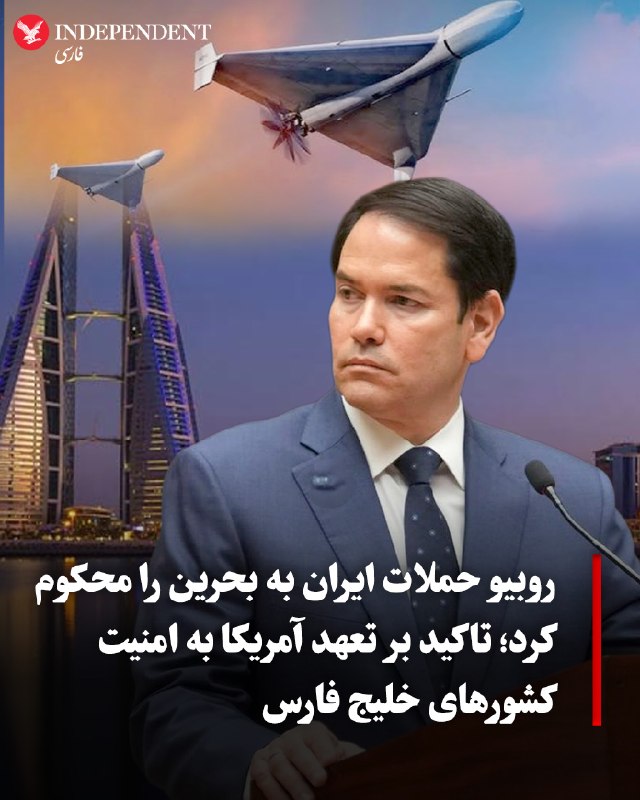 INDEPENDENT
فارسی
روبیو حملات ایران به بحرین را محکوم
کرد؛ تاکید بر تعهد آمریکا به امنیت
کشورهای خلیج فارس